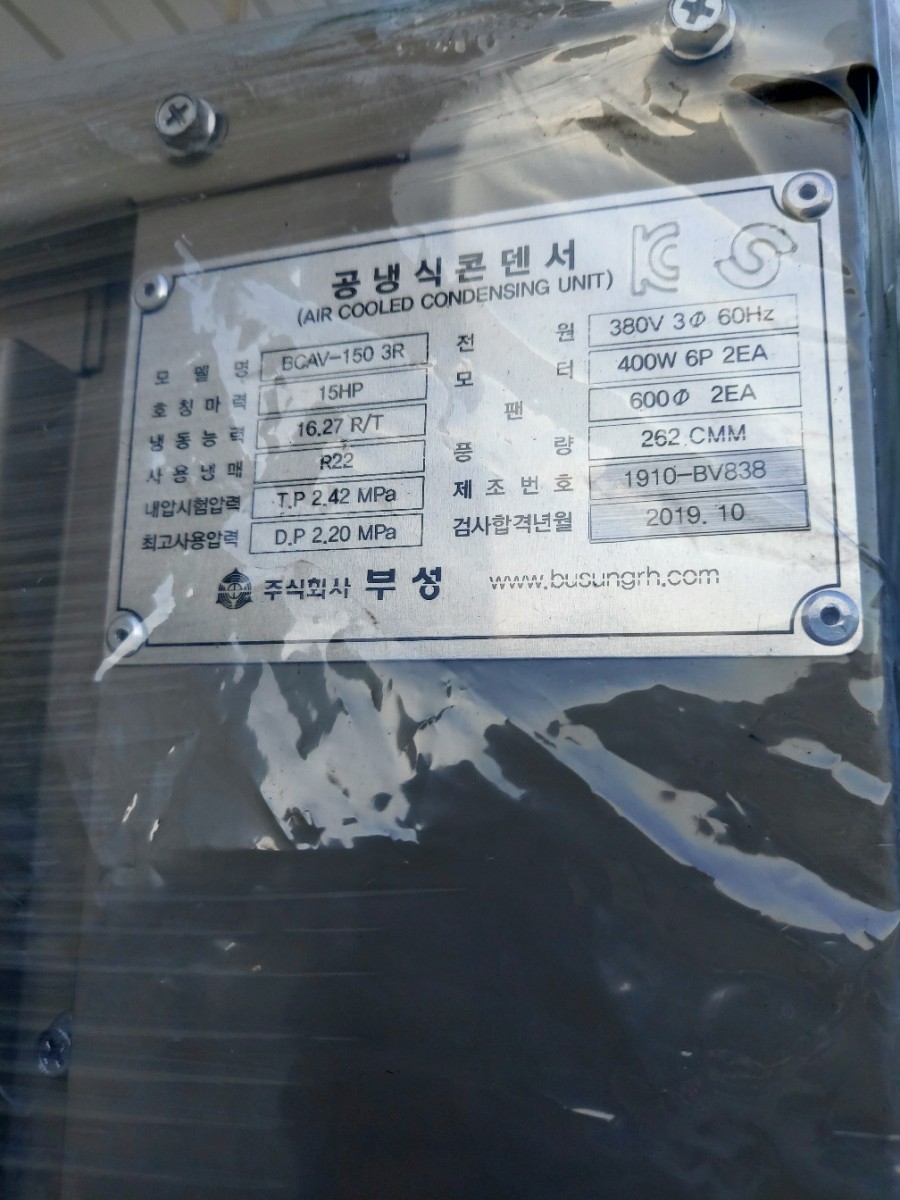 공냉식콘덴서
(AIR COOLED CONDENSING UNIT)
모델명 BCAV-150 3R
호칭마력 15HP
냉동능력 16.27 R/T
사용냉매 R22
내압시험압력 T.P 2.42 MPa
최고사용압력 D.P 2.20 MPa
전원 380V 3Φ 60Hz
모터 400W 6P 2EA
팬 600Φ 2EA
풍량 262 CMM
제조번호 1910-BV838
검사합격년월 2019. 10
주식회사 부성 www.busungrh.com